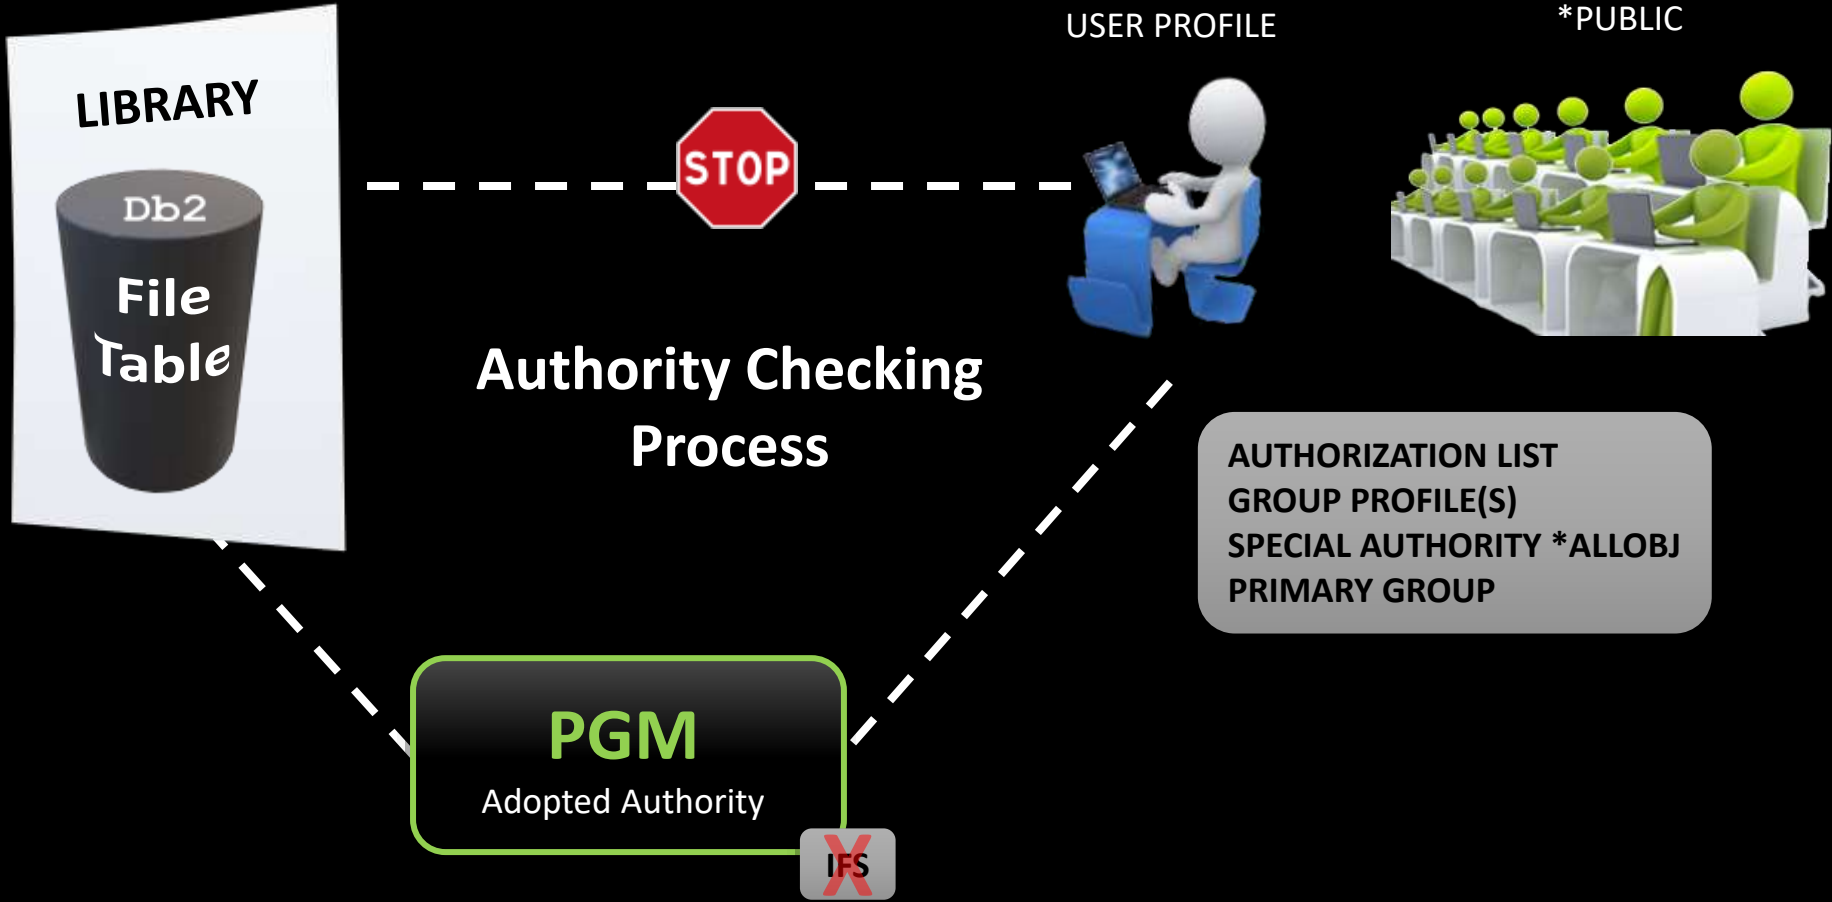 USER PROFILE
*PUBLIC
LIBRARY
Db2
File
Table
STOP
Authority Checking
Process
AUTHORIZATION LIST
GROUP PROFILE(S)
SPECIAL AUTHORITY *ALLOBJ
PRIMARY GROUP
PGM
Adopted Authority
IFS
X